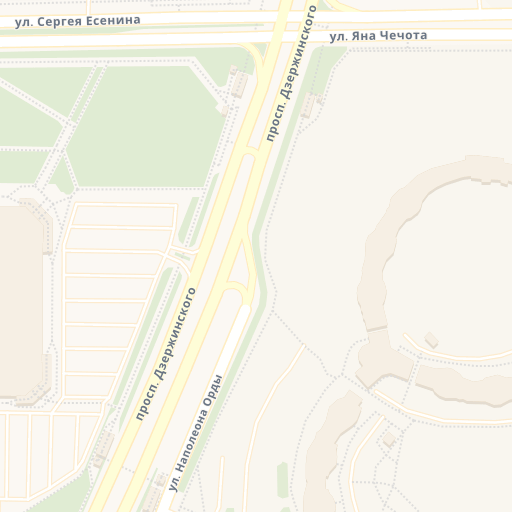 ул. Сергея Есенина
ул. Яна Чечота
просп. Дзержинского
просп. Дзержинского
ул. Наполеона Орды